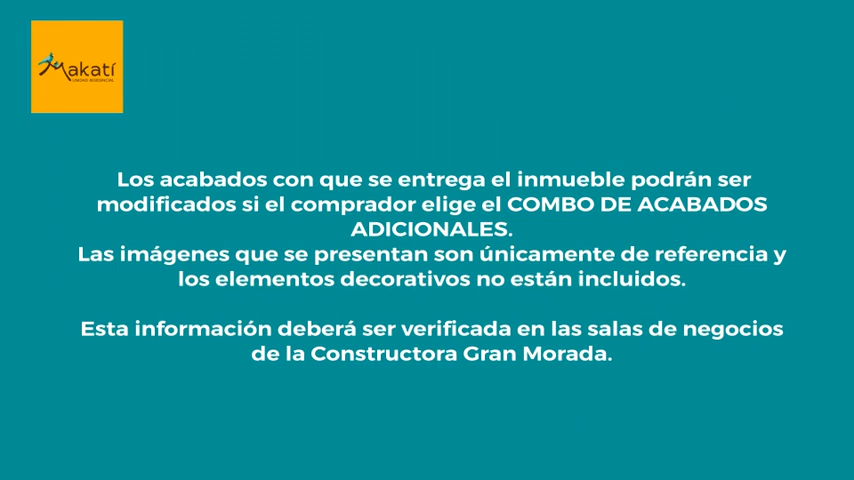 Makatí
UNIDAD RESIDENCIAL
Los acabados con que se entrega el inmueble podrán ser
modificados si el comprador elige el COMBO DE ACABADOS
ADICIONALES.
Las imágenes que se presentan son únicamente de referencia y
los elementos decorativos no están incluidos.
Esta información deberá ser verificada en las salas de negocios
de la Constructora Gran Morada.